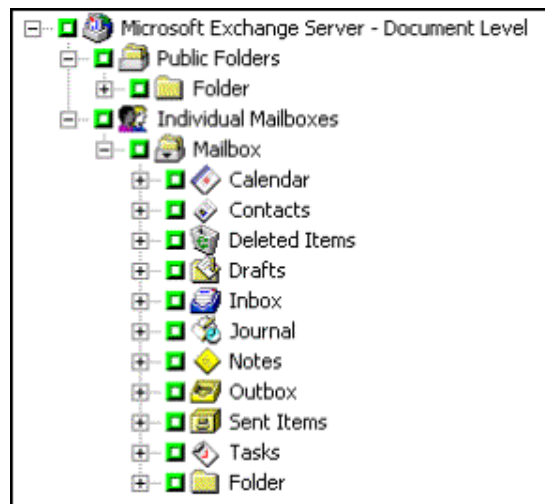 Microsoft Exchange Server - Document Level
Public Folders
Folder
Individual Mailboxes
Mailbox
Calendar
Contacts
Deleted Items
Drafts
Inbox
Journal
Notes
Outbox
Sent Items
Tasks
Folder